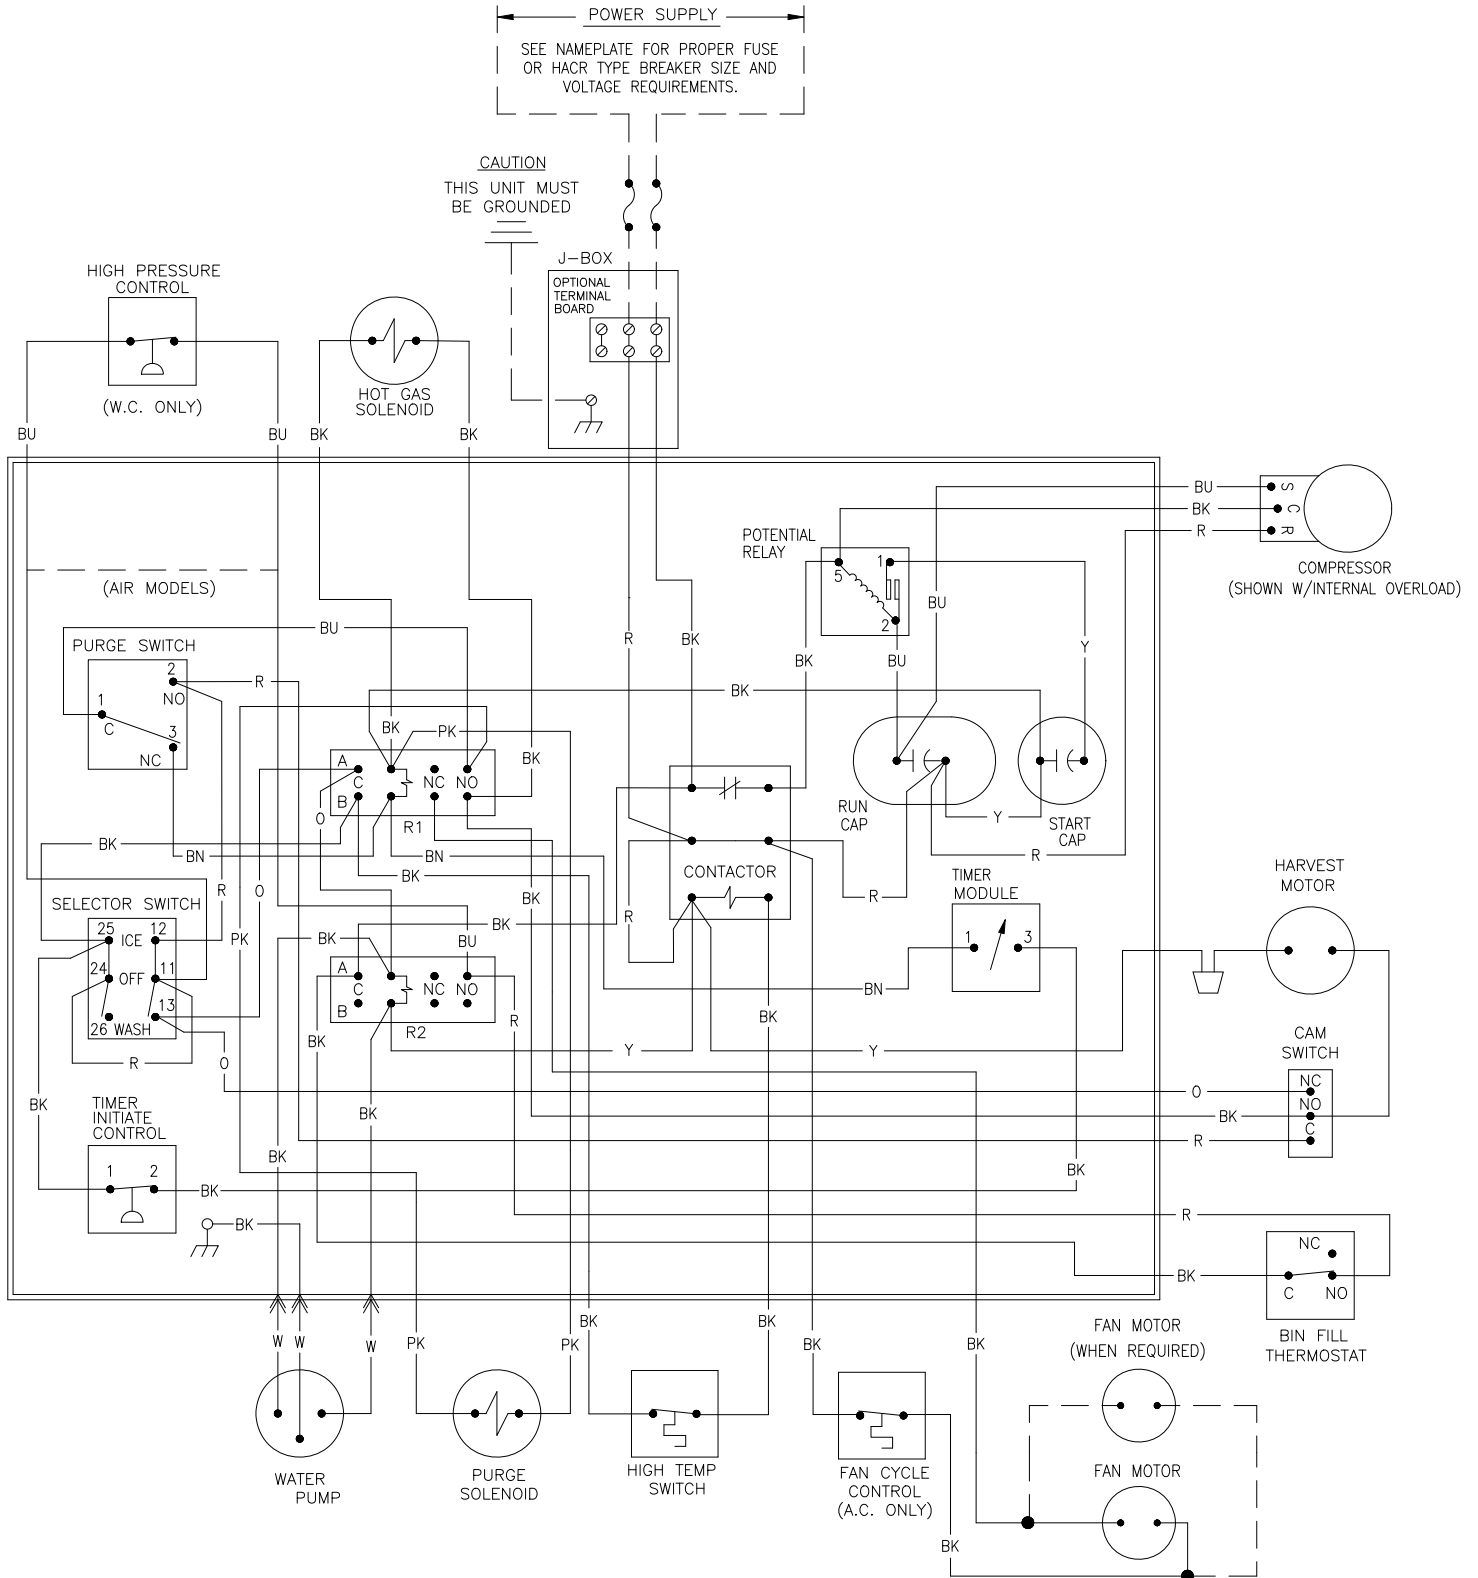 POWER SUPPLY
SEE NAMEPLATE FOR PROPER FUSE
OR HACR TYPE BREAKER SIZE AND
VOLTAGE REQUIREMENTS.
CAUTION
THIS UNIT MUST
BE GROUNDED
J-BOX
OPTIONAL
TERMINAL
BOARD
HIGH PRESSURE
CONTROL
(W.C. ONLY)
HOT GAS
SOLENOID
BU
BU
BK
BK
BU
BK
R
S
C
R
COMPRESSOR
(SHOWN W/INTERNAL OVERLOAD)
POTENTIAL
RELAY
5
1
2
(AIR MODELS)
BU
R
BK
BK
BU
BU
Y
PURGE SWITCH
2
NO
1
C
3
NC
R
BK
BK
PK
BK
A
C
NC
NO
B
R1
O
RUN
CAP
START
CAP
Y
R
BK
BN
BN
BK
BK
R
O
CONTACTOR
R
R
TIMER
MODULE
1
3
HARVEST
MOTOR
SELECTOR SWITCH
25
ICE
12
24
OFF
11
13
26 WASH
PK
BK
BK
BU
A
C
NC
NO
B
R2
BK
R
BN
BK
R
O
Y
Y
CAM
SWITCH
NC
NO
C
O
BK
R
BK
TIMER
INITIATE
CONTROL
1
2
BK
BK
BK
BK
BK
R
BK
BIN FILL
THERMOSTAT
NC
C
NO
W
W
W
PK
BK
PK
BK
BK
BK
WATER
PUMP
PURGE
SOLENOID
HIGH TEMP
SWITCH
FAN CYCLE
CONTROL
(A.C. ONLY)
BK
FAN MOTOR
(WHEN REQUIRED)
FAN MOTOR